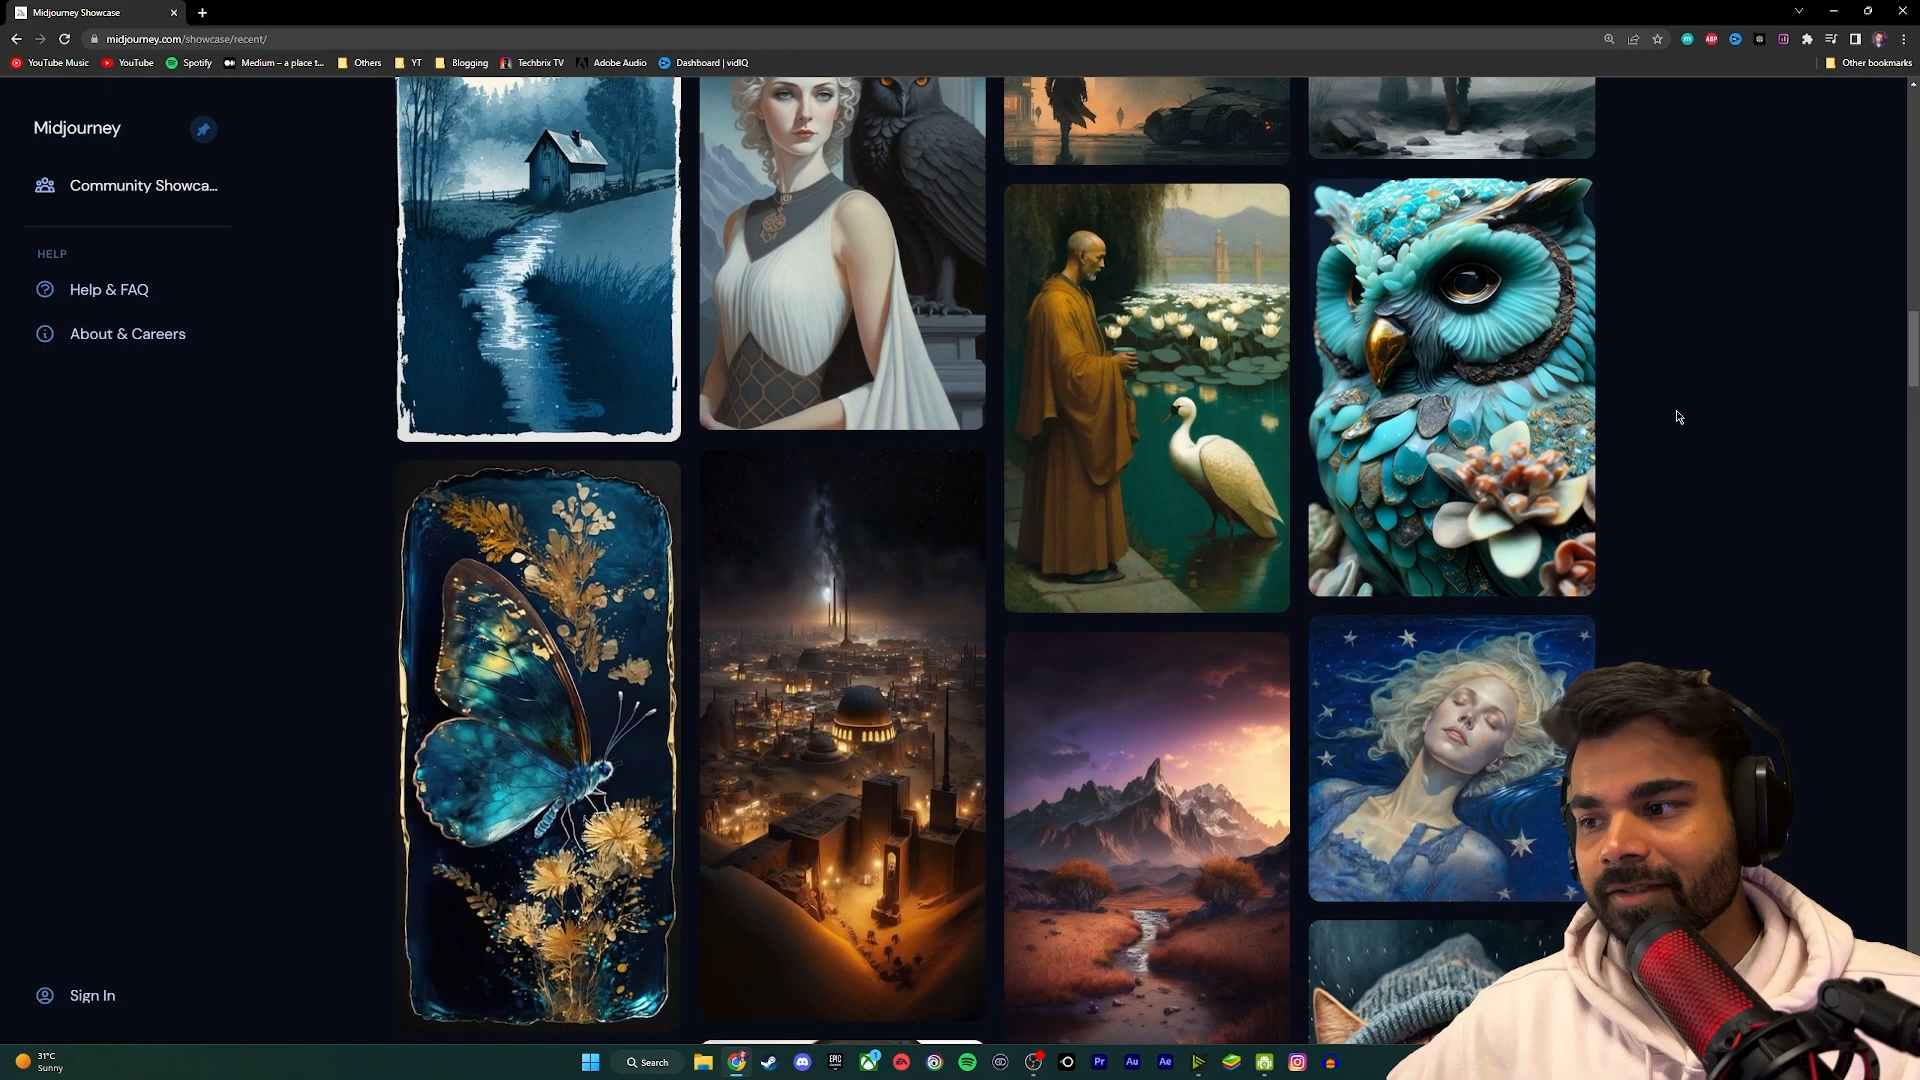 Midjourney Showcase
midjourney.com/showcase/recent/
YouTube Music
YouTube
Spotify
Medium – a place t...
Others
YT
Blogging
Techbrix TV
Adobe Audio
Dashboard | vidIQ
Other bookmarks
Midjourney
Community Showca...
HELP
Help & FAQ
About & Careers
Sign In
31°C
Sunny
Search